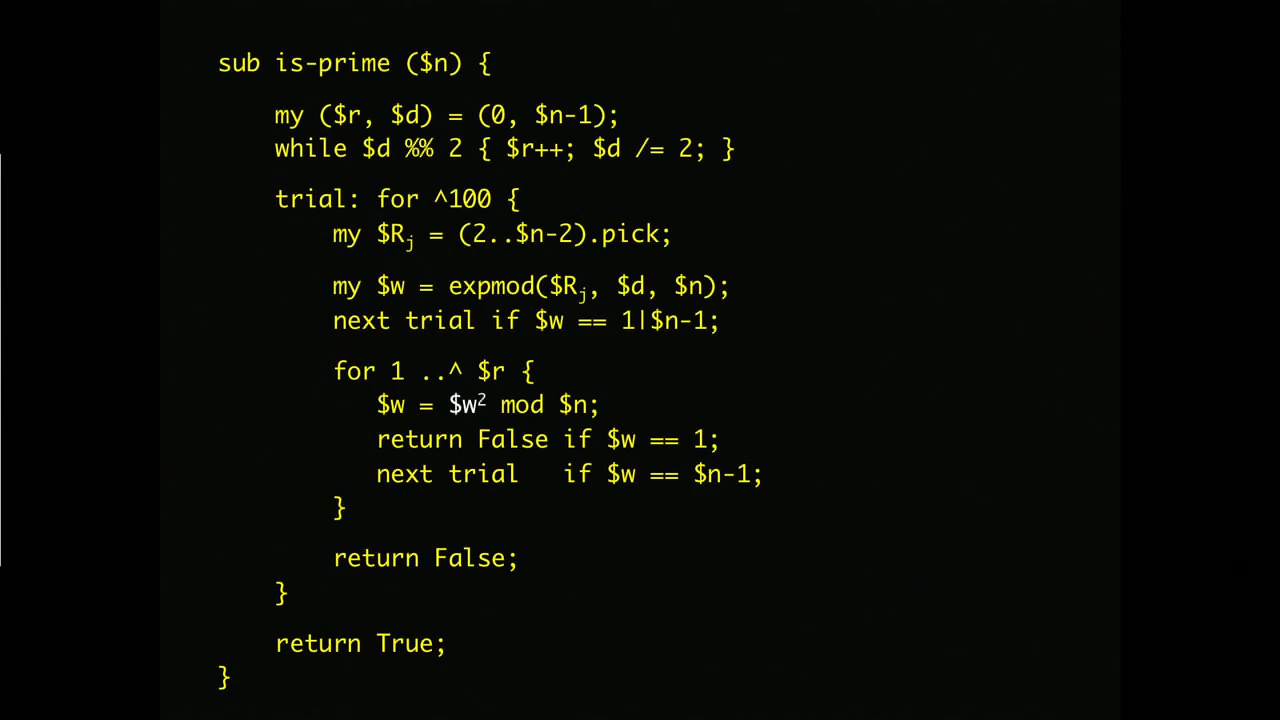 sub is-prime ($n) {
my ($r, $d) = (0, $n-1);
while $d %% 2 { $r++; $d /= 2; }
trial: for ^100 {
my $Rⱼ = (2..$n-2).pick;
my $w = expmod($Rⱼ, $d, $n);
next trial if $w == 1|$n-1;
for 1 ..^ $r {
$w = $w² mod $n;
return False if $w == 1;
next trial   if $w == $n-1;
}
return False;
}
return True;
}